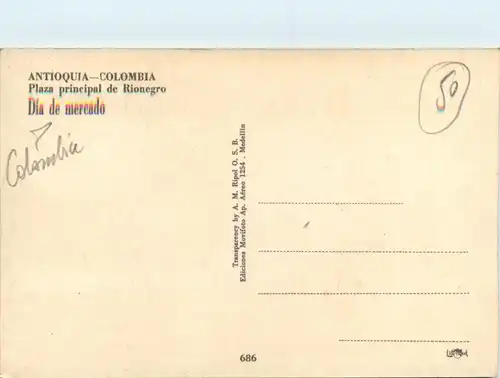 ANTIOQUIA—COLOMBIA
Plaza principal de Rionegro
Día de mercado
Colombia
50
Transparency by A. M. Ripol O. S. B.
Ediciones Movifoto Ap. Aéreo 1254 . Medellín
686